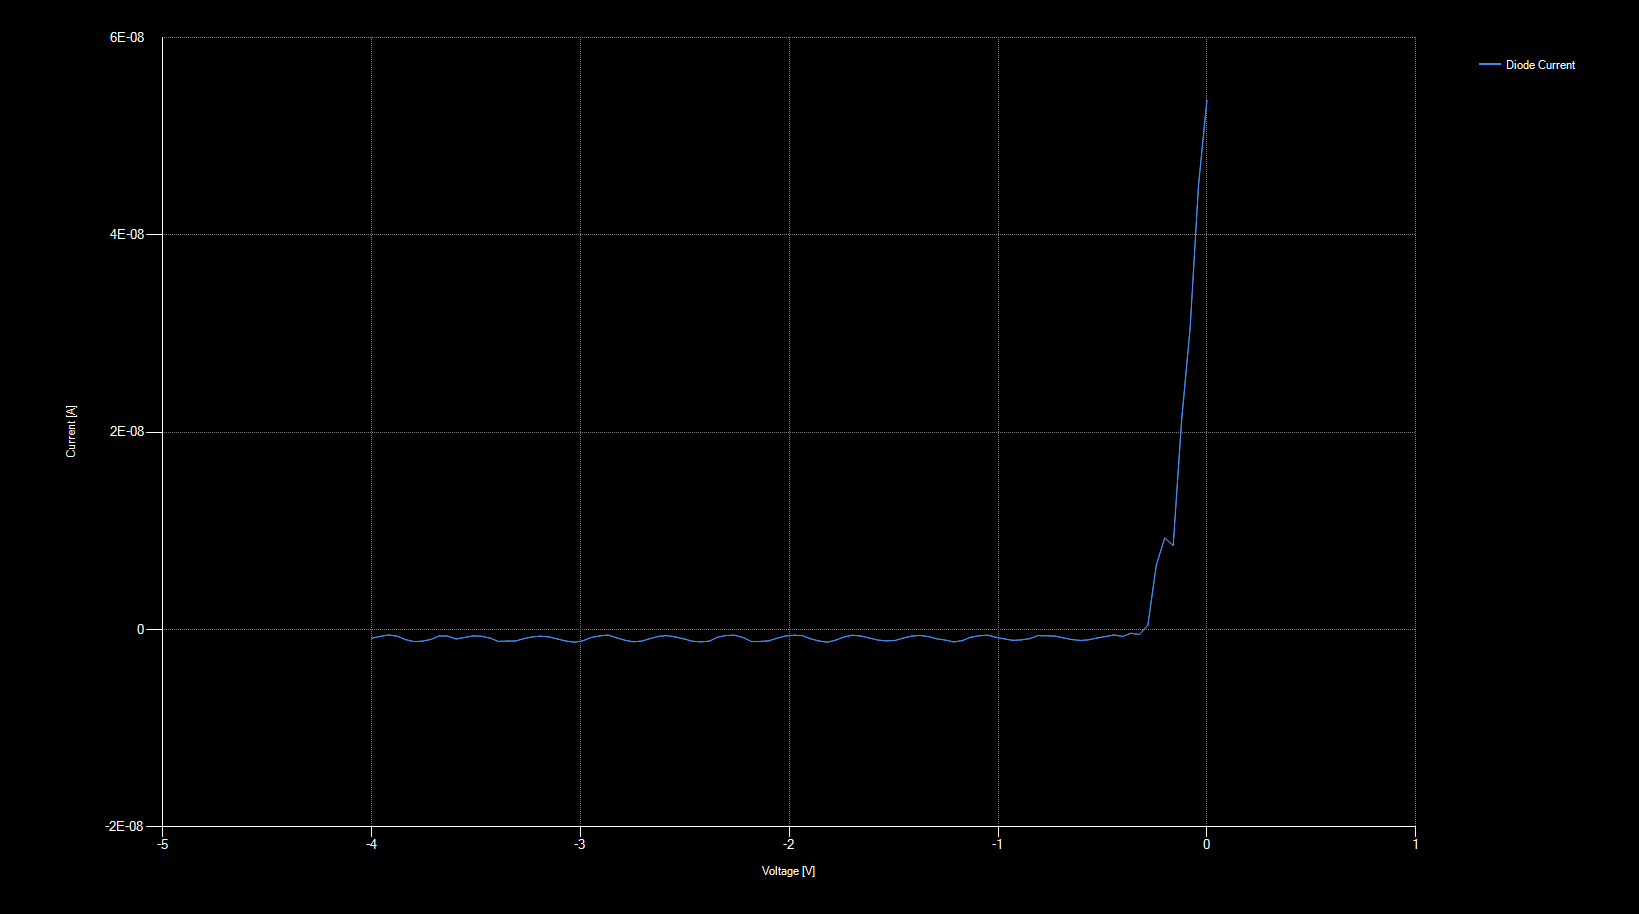 6E-08
Diode Current
4E-08
Current [A]
2E-08
0
-2E-08
-5 -4 -3 -2 -1 0 1
Voltage [V]